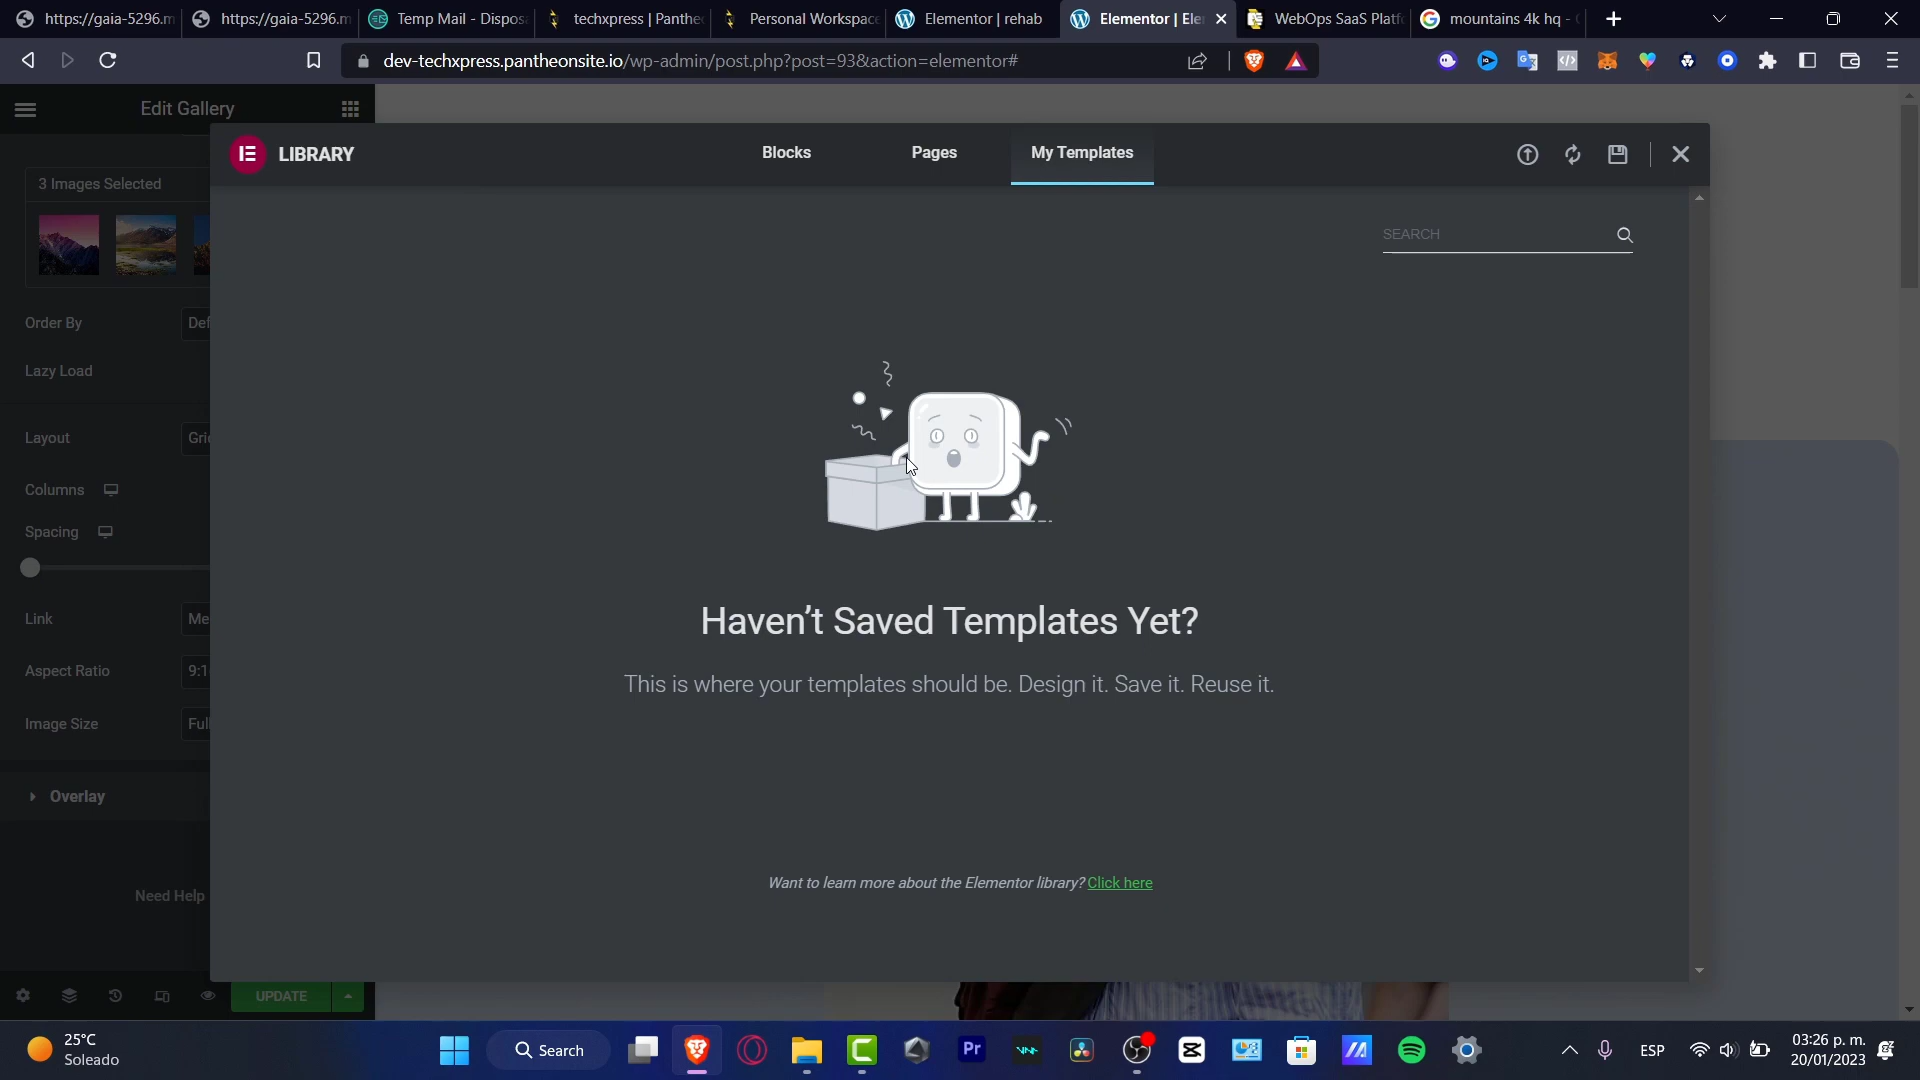 https://gaia-5296.m
https://gaia-5296.m
Temp Mail - Dispos
techxpress | Panthe
Personal Workspace
Elementor | rehab
Elementor | Ele
WebOps SaaS Platf
mountains 4k hq -
dev-techxpress.pantheonsite.io/wp-admin/post.php?post=93&action=elementor#
Edit Gallery
LIBRARY
Blocks
Pages
My Templates
3 Images Selected
SEARCH
Order By
Def
Lazy Load
Layout
Gri
Columns
Spacing
Haven't Saved Templates Yet?
Link
Me
This is where your templates should be. Design it. Save it. Reuse it.
Aspect Ratio
9:1
Image Size
Ful
Overlay
Want to learn more about the Elementor library? Click here
Need Help
UPDATE
25°C
Soleado
Search
Pr
ESP
03:26 p. m.
20/01/2023